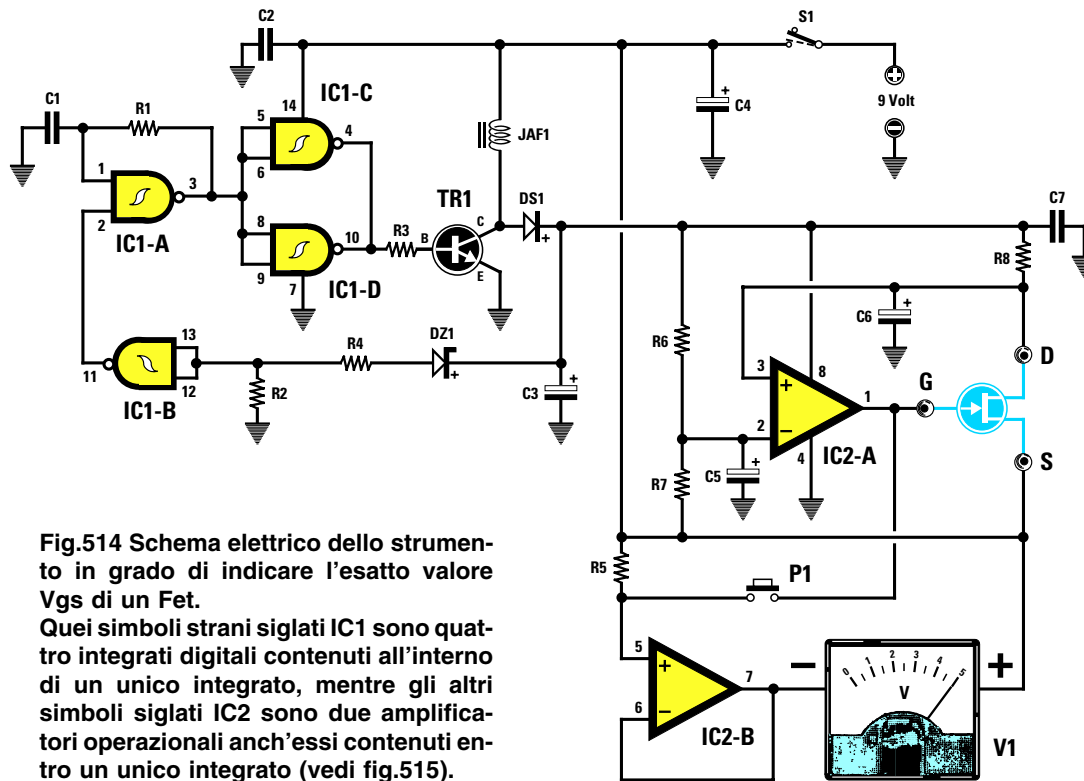 C2
S1
C1
R1
IC1-C
14
5
4
6
JAF1
C4
+
9 Volt
1
3
2
IC1-A
TR1
8
10
9
7
IC1-D
R3
B
C
E
DS1
+
C7
R8
C6
+
13
11
12
IC1-B
R4
DZ1
+
R2
C3
+
R6
3
+
8
1
2
–
4
IC2-A
G
D
S
R7
C5
+
R5
P1
5
+
7
6
–
IC2-B
–
+
0 1 2 3 4 5
V
V1
Fig.514 Schema elettrico dello strumen-
to in grado di indicare l'esatto valore
Vgs di un Fet.
Quei simboli strani siglati IC1 sono quat-
tro integrati digitali contenuti all'interno
di un unico integrato, mentre gli altri
simboli siglati IC2 sono due amplifica-
tori operazionali anch'essi contenuti en-
tro un unico integrato (vedi fig.515).